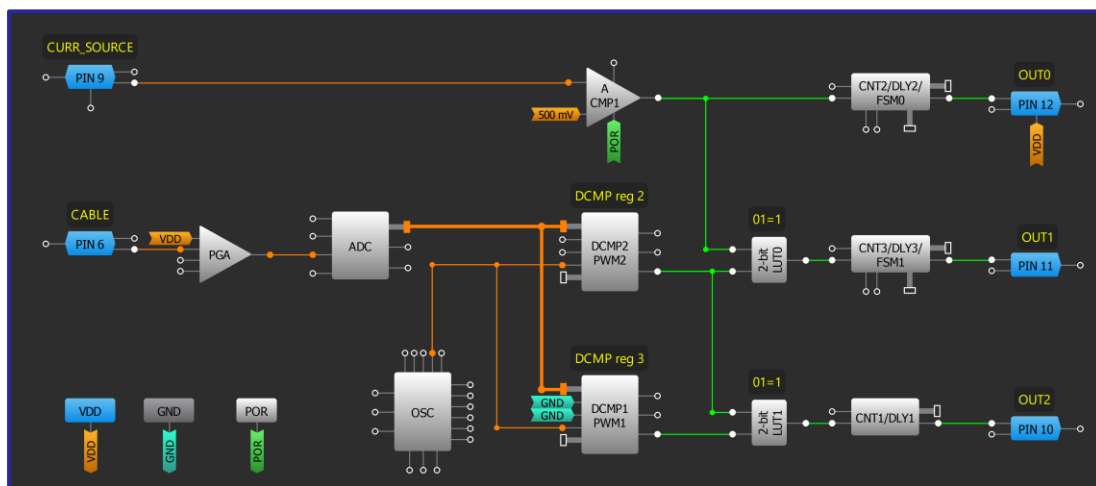 CURR_SOURCE
PIN 9
A
CMP1
500 mV
POR
CNT2/DLY2/
FSM0
OUT0
PIN 12
VDD
CABLE
PIN 6
VDD
PGA
ADC
DCMP reg 2
DCMP2
PWM2
01=1
2-bit
LUT0
CNT3/DLY3/
FSM1
OUT1
PIN 11
OSC
DCMP reg 3
GND
GND
DCMP1
PWM1
01=1
2-bit
LUT1
CNT1/DLY1
OUT2
PIN 10
VDD
VDD
GND
GND
POR
POR